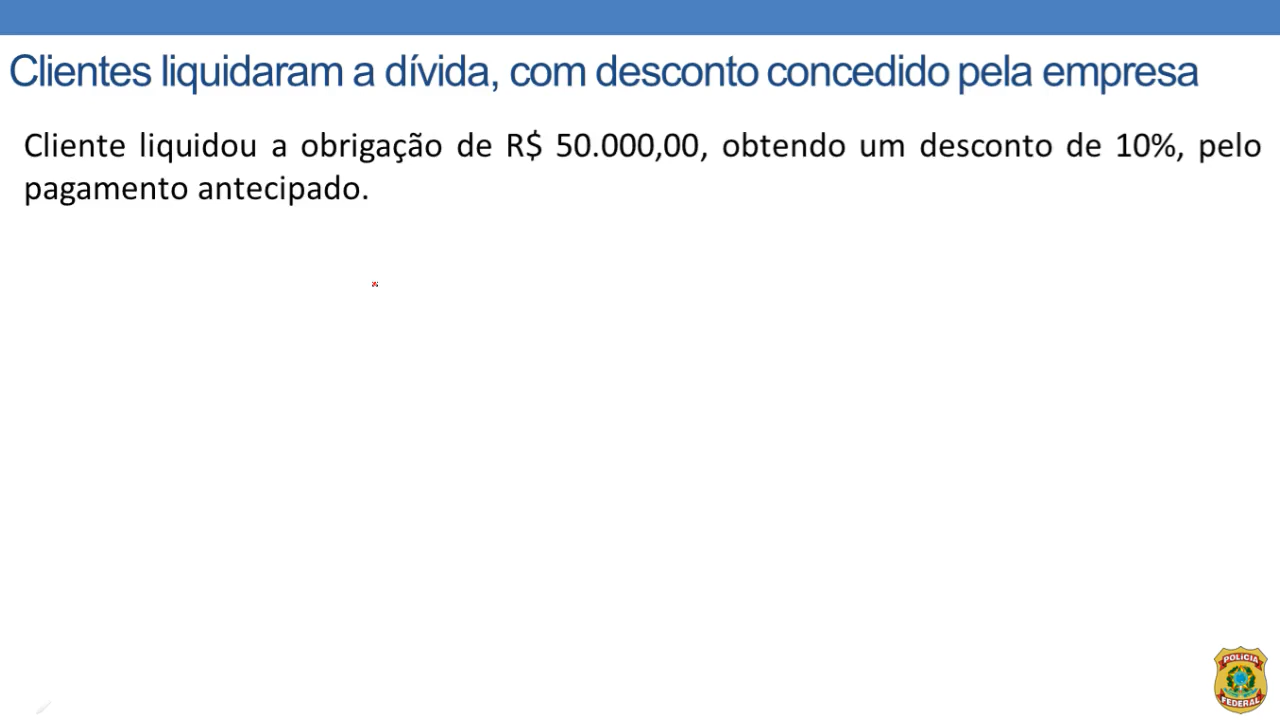 Clientes liquidaram a dívida, com desconto concedido pela empresa
Cliente liquidou a obrigação de R$ 50.000,00, obtendo um desconto de 10%, pelo
pagamento antecipado.
POLÍCIA
FEDERAL